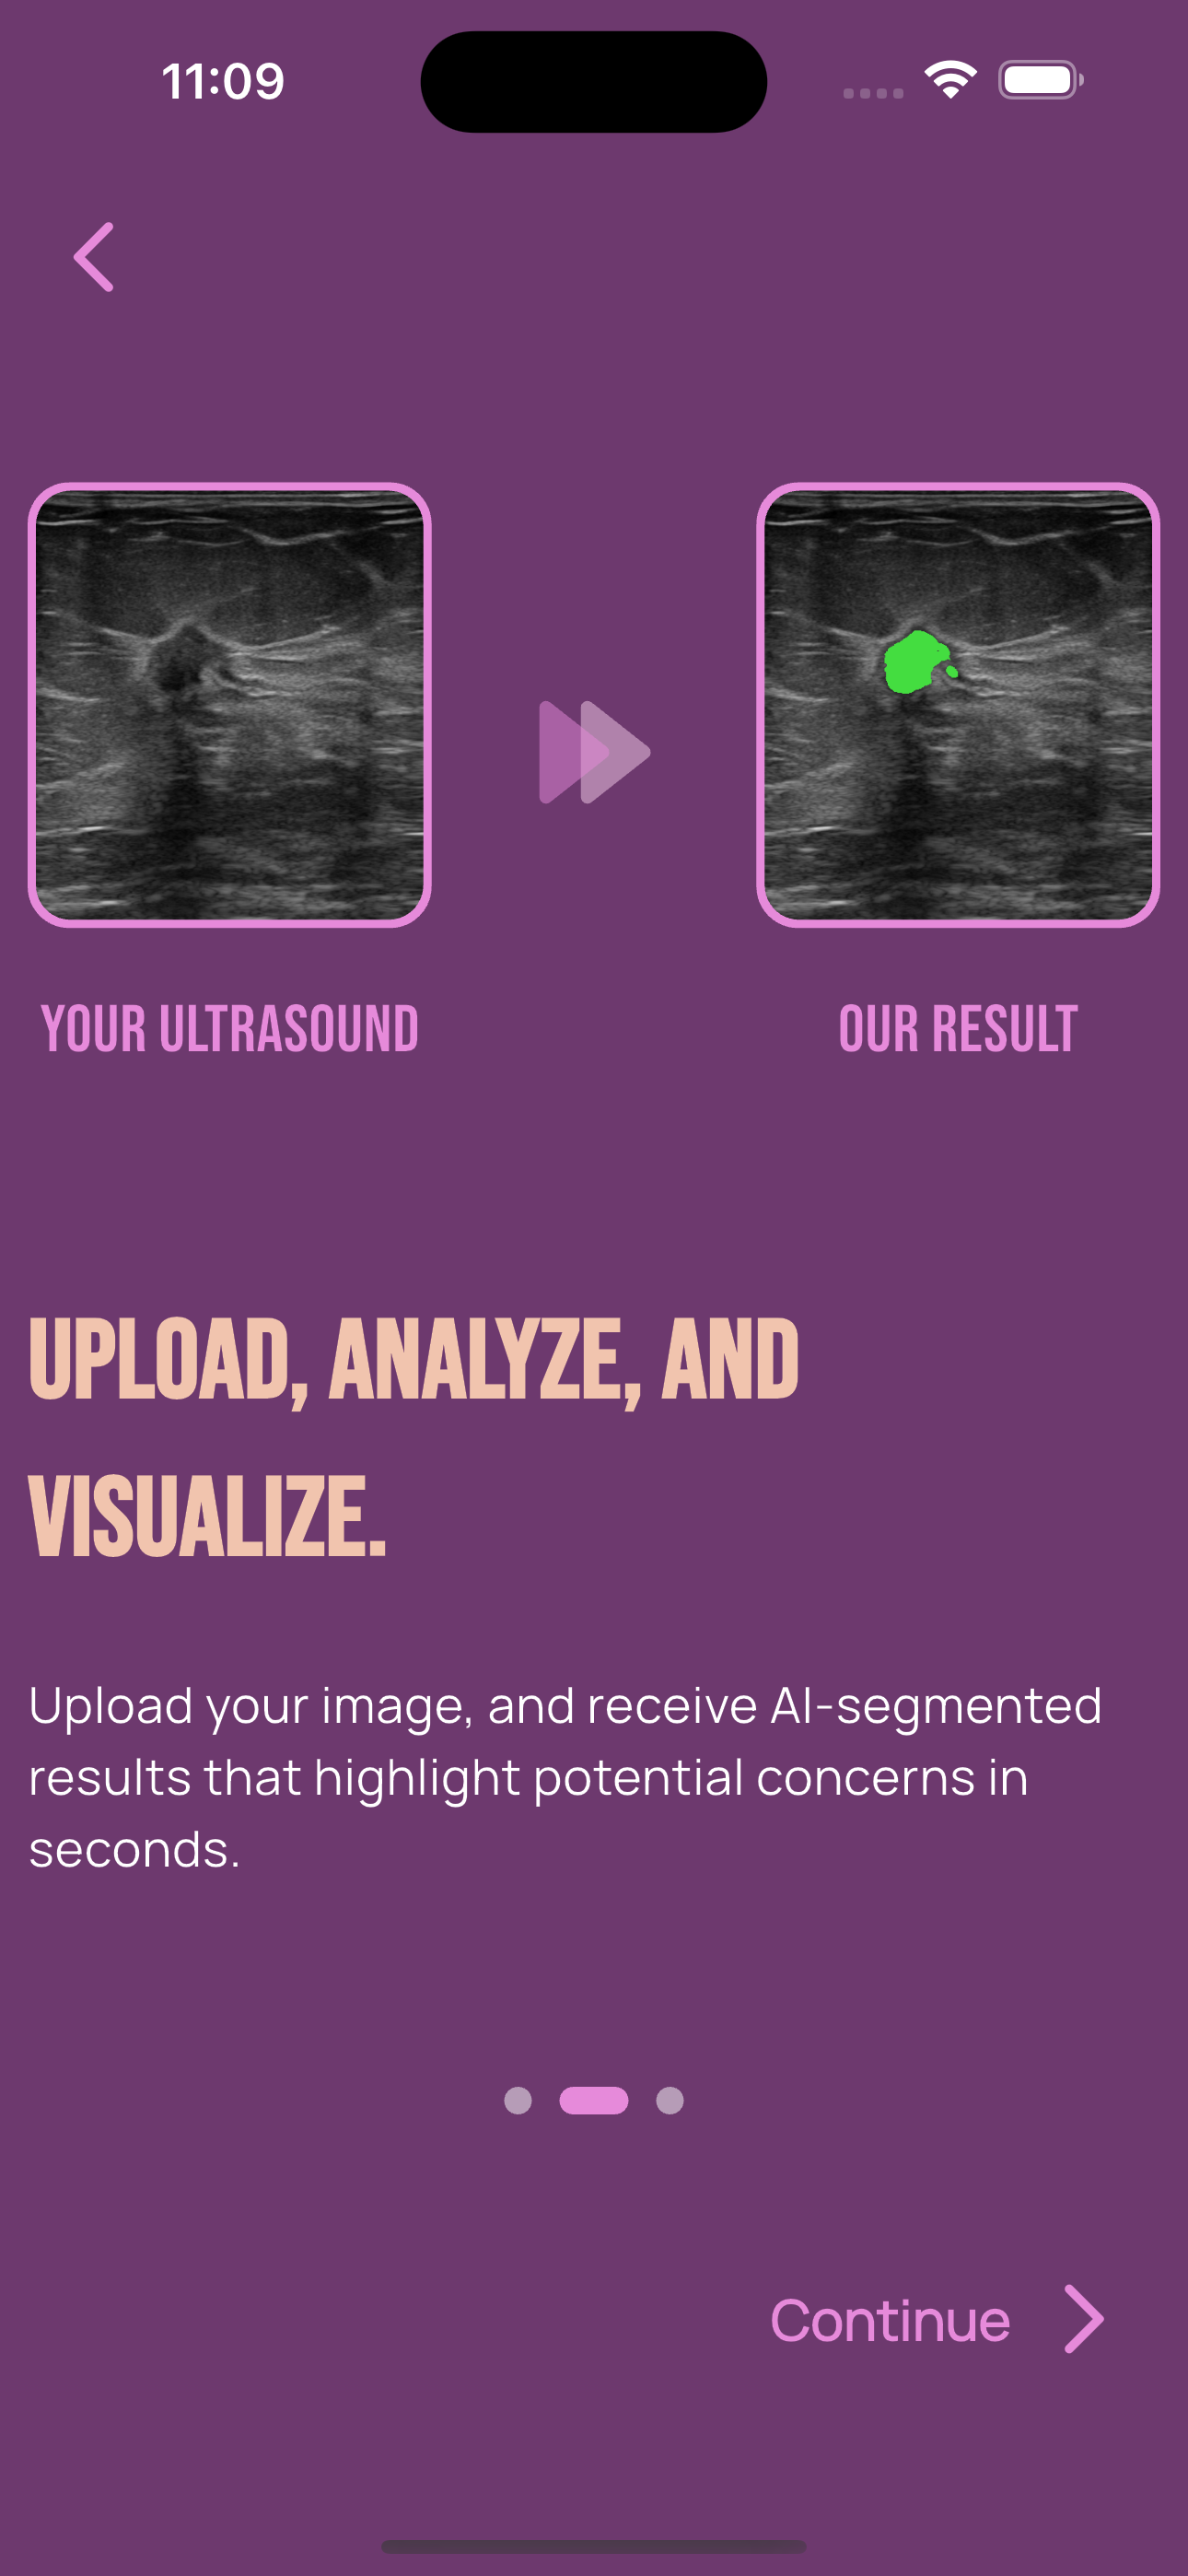 11:09
YOUR ULTRASOUND
OUR RESULT
UPLOAD, ANALYZE, AND
VISUALIZE.
Upload your image, and receive AI-segmented
results that highlight potential concerns in
seconds.
Continue